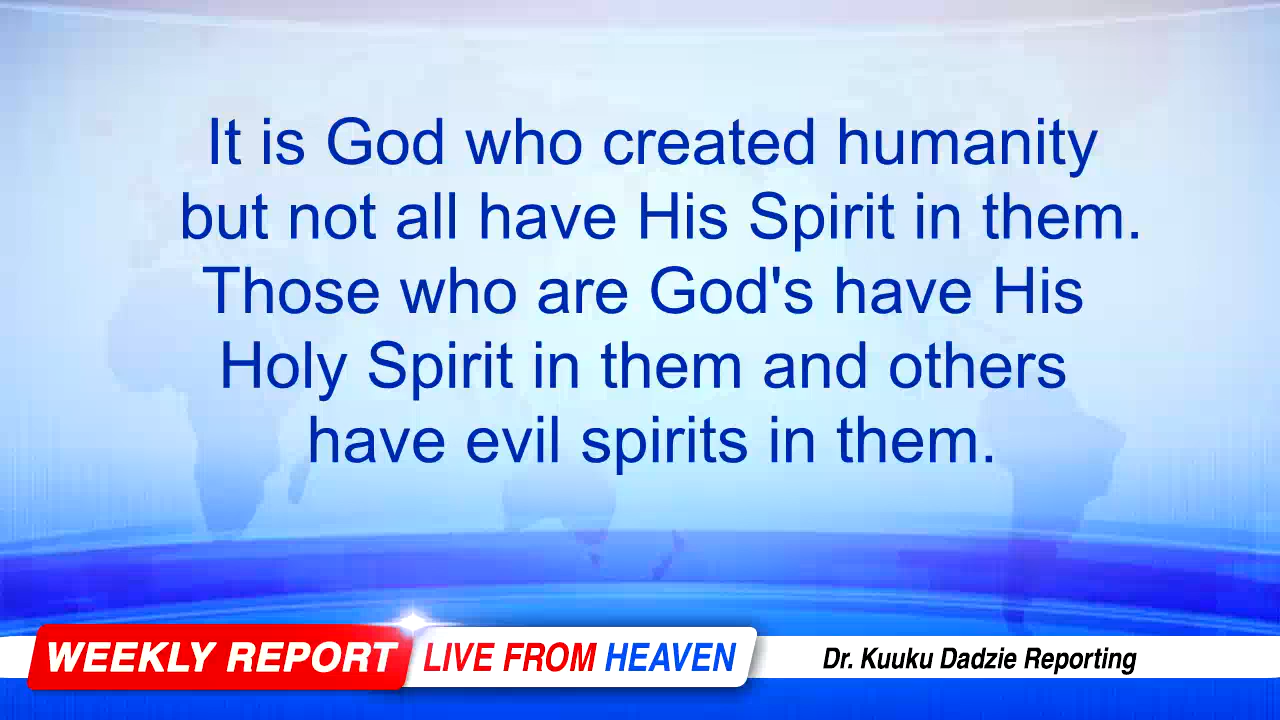 It is God who created humanity
but not all have His Spirit in them.
Those who are God's have His
Holy Spirit in them and others
have evil spirits in them.
WEEKLY REPORT LIVE FROM HEAVEN Dr. Kuuku Dadzie Reporting